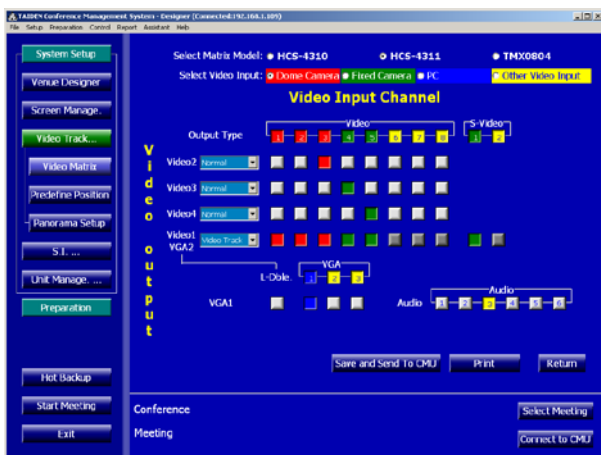 TAIDEN Conference Management System - Designer (Connected:192.168.1.109)
File Setup Preparation Control Report Assistant Help
System Setup
Venue Designer
Screen Manage.
Video Track...
Video Matrix
Predefine Position
Panorama Setup
S.I. ...
Unit Manage. ...
Preparation
Hot Backup
Start Meeting
Exit
Select Matrix Model: HCS-4310 HCS-4311 TMX0804
Select Video Input: Dome Camera Fixed Camera PC Other Video Input
Video Input Channel
Video S-Video
Output Type 1 2 3 4 5 6 7 8 1 2
Video output
Video2 Normal
Video3 Normal
Video4 Normal
Video1 Video Track
VGA2
VGA
L-Dble. 1 2 3
Audio
VGA1 Audio 1 2 3 4 5 6
Save and Send To CMU Print Return
Conference Select Meeting
Meeting Connect to CMU